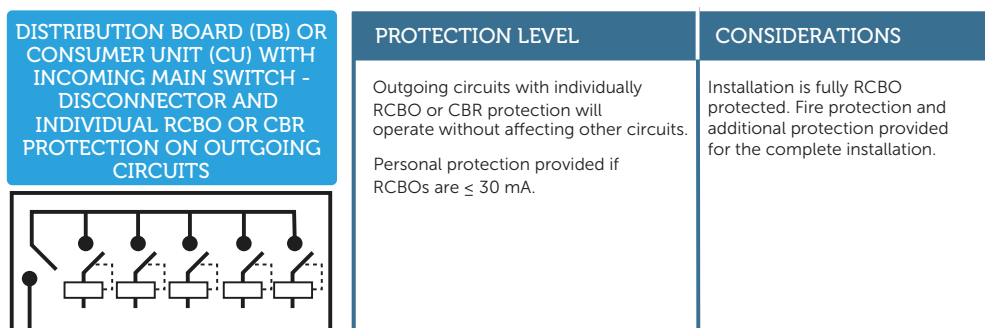 DISTRIBUTION BOARD (DB) OR
CONSUMER UNIT (CU) WITH
INCOMING MAIN SWITCH -
DISCONNECTOR AND
INDIVIDUAL RCBO OR CBR
PROTECTION ON OUTGOING
CIRCUITS
PROTECTION LEVEL
Outgoing circuits with individually
RCBO or CBR protection will
operate without affecting other circuits.
Personal protection provided if
RCBOs are ≤ 30 mA.
CONSIDERATIONS
Installation is fully RCBO
protected. Fire protection and
additional protection provided
for the complete installation.